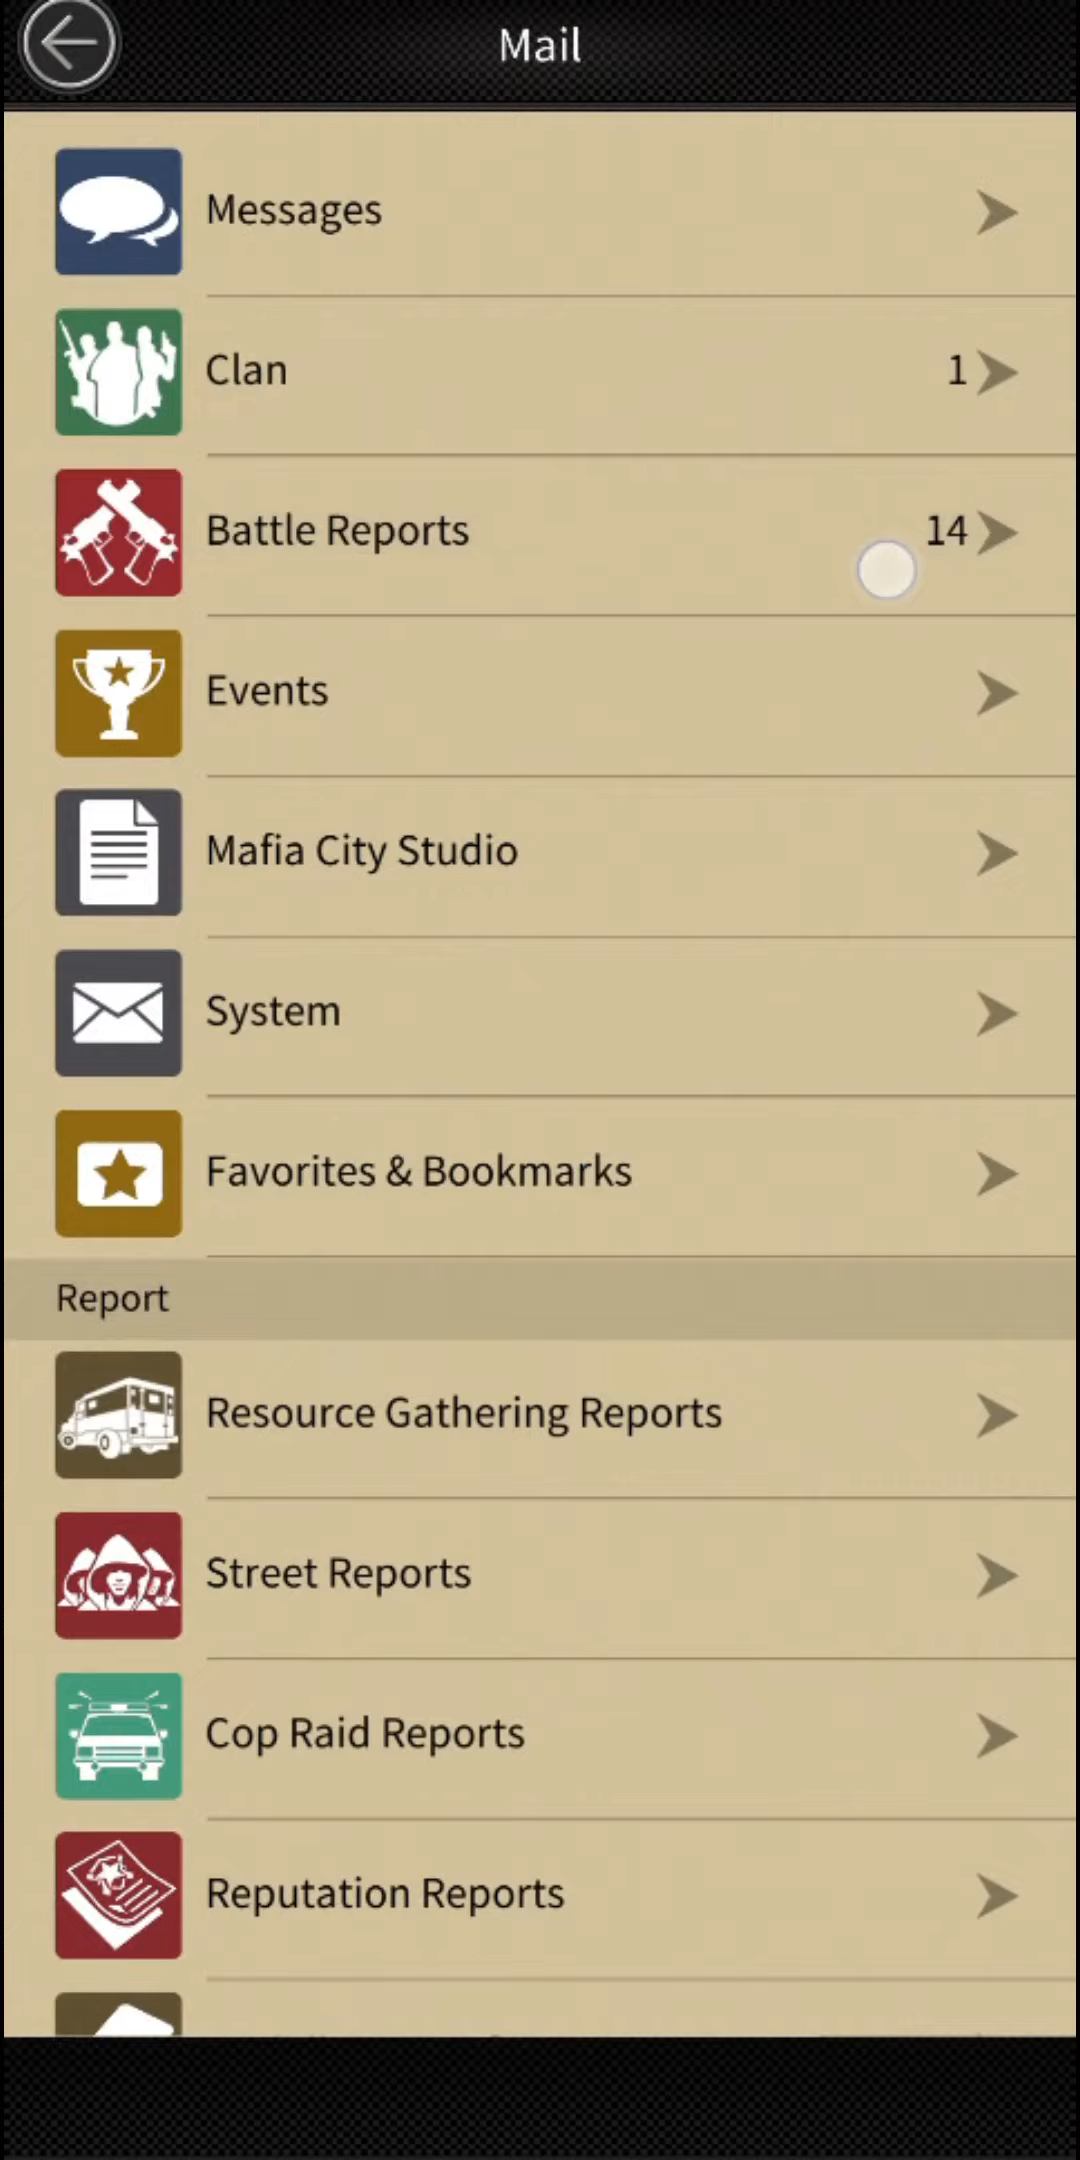 Mail
Messages
Clan 1
Battle Reports 14
Events
Mafia City Studio
System
Favorites & Bookmarks
Report
Resource Gathering Reports
Street Reports
Cop Raid Reports
Reputation Reports